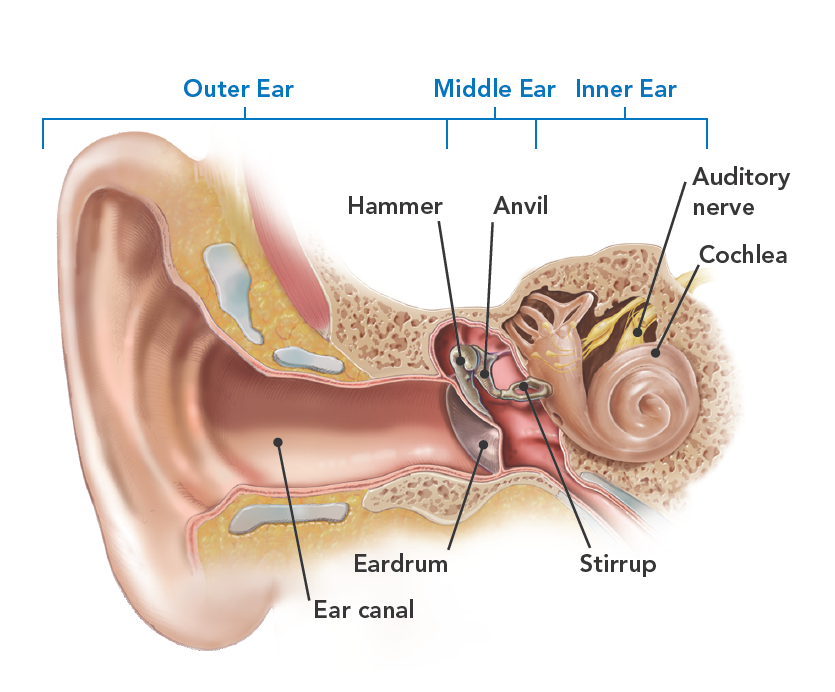 Outer Ear
Middle Ear
Inner Ear
Auditory
nerve
Hammer
Anvil
Cochlea
Eardrum
Stirrup
Ear canal